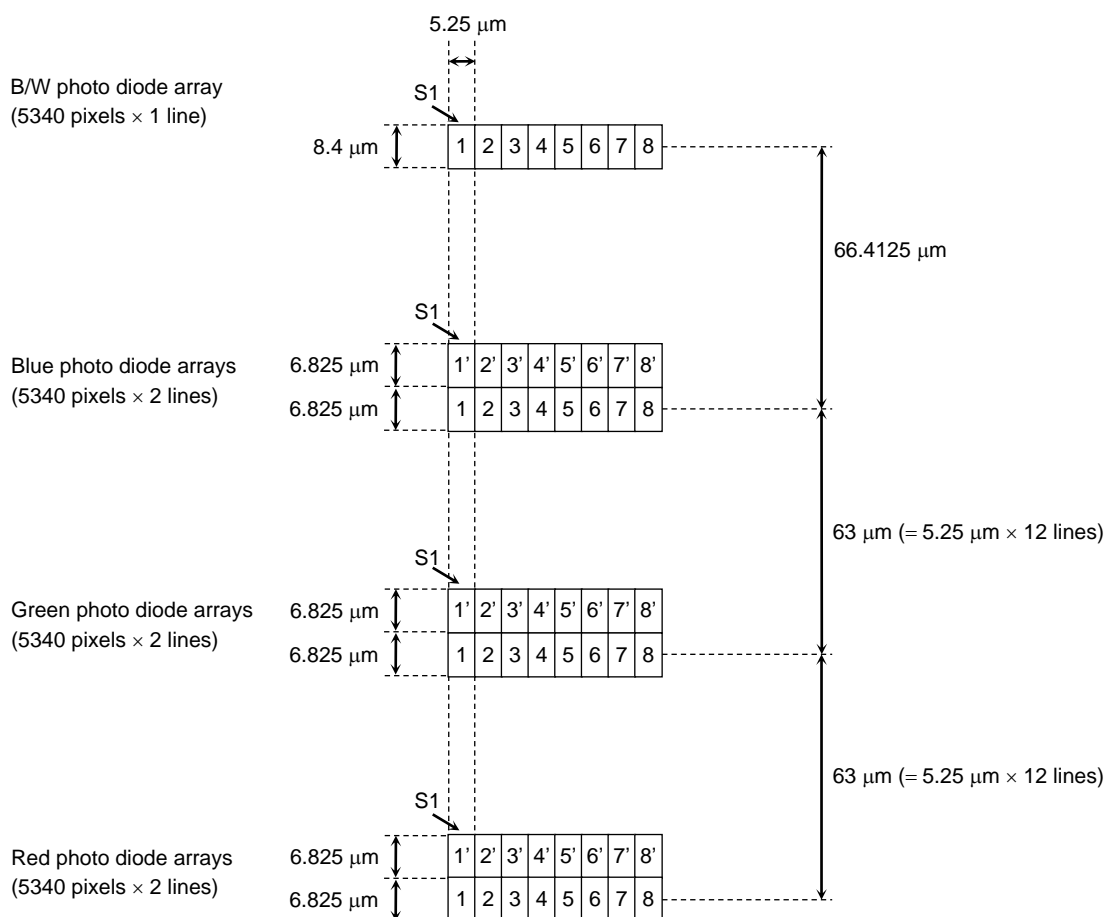 5.25 μm
B/W photo diode array
(5340 pixels × 1 line)
S1
8.4 μm
1 2 3 4 5 6 7 8
66.4125 μm
S1
Blue photo diode arrays
(5340 pixels × 2 lines)
6.825 μm
1’ 2’ 3’ 4’ 5’ 6’ 7’ 8’
6.825 μm
1 2 3 4 5 6 7 8
63 μm (= 5.25 μm × 12 lines)
S1
Green photo diode arrays
(5340 pixels × 2 lines)
6.825 μm
1’ 2’ 3’ 4’ 5’ 6’ 7’ 8’
6.825 μm
1 2 3 4 5 6 7 8
63 μm (= 5.25 μm × 12 lines)
S1
Red photo diode arrays
(5340 pixels × 2 lines)
6.825 μm
1’ 2’ 3’ 4’ 5’ 6’ 7’ 8’
6.825 μm
1 2 3 4 5 6 7 8